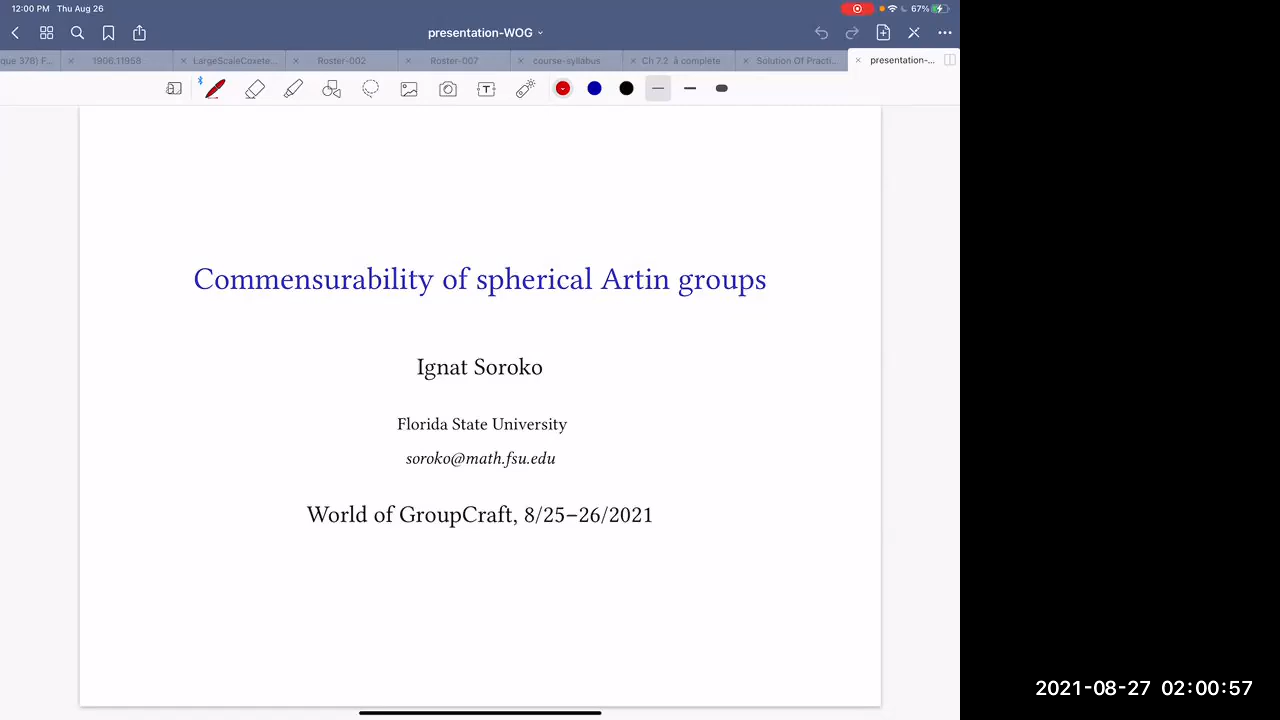 12:00 PM Thu Aug 26
67%
presentation-WOG
que 378) F...
1906.11958
LargeScaleCoxete...
Roster-002
Roster-007
course-syllabus
Ch 7.2 à complete
Solution Of Practi...
presentation-...
T
Commensurability of spherical Artin groups
Ignat Soroko
Florida State University
soroko@math.fsu.edu
World of GroupCraft, 8/25–26/2021
2021-08-27 02:00:57